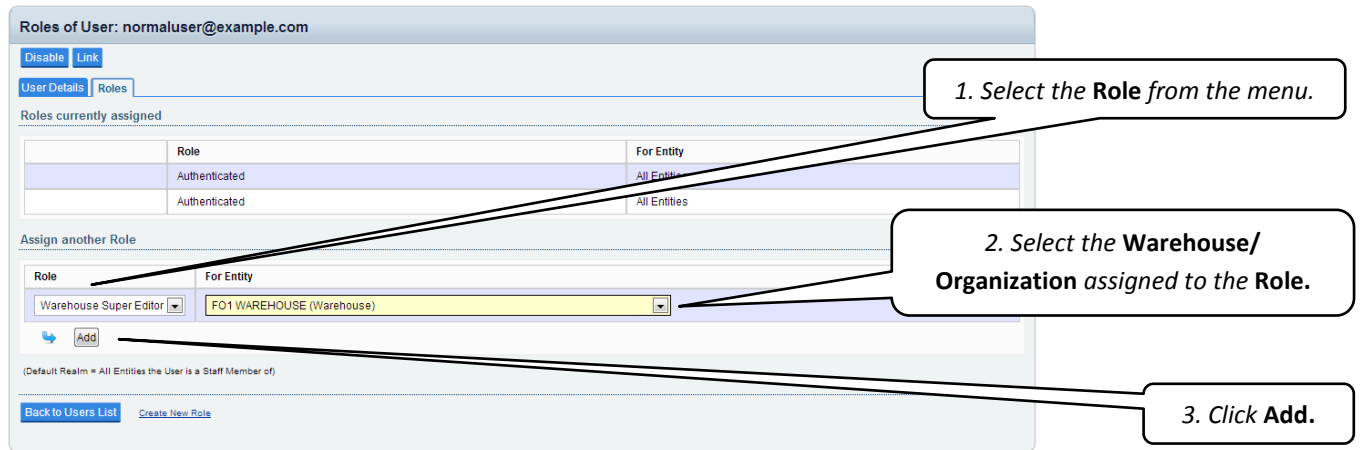 Roles of User: normaluser@example.com
Disable Link
User Details Roles
Roles currently assigned
Role For Entity
Authenticated All Entities
Authenticated All Entities
Assign another Role
Role For Entity
Warehouse Super Editor FO1 WAREHOUSE (Warehouse)
Add
(Default Realm = All Entities the User is a Staff Member of)
Back to Users List Create New Role
1. Select the Role from the menu.
2. Select the Warehouse/
Organization assigned to the Role.
3. Click Add.